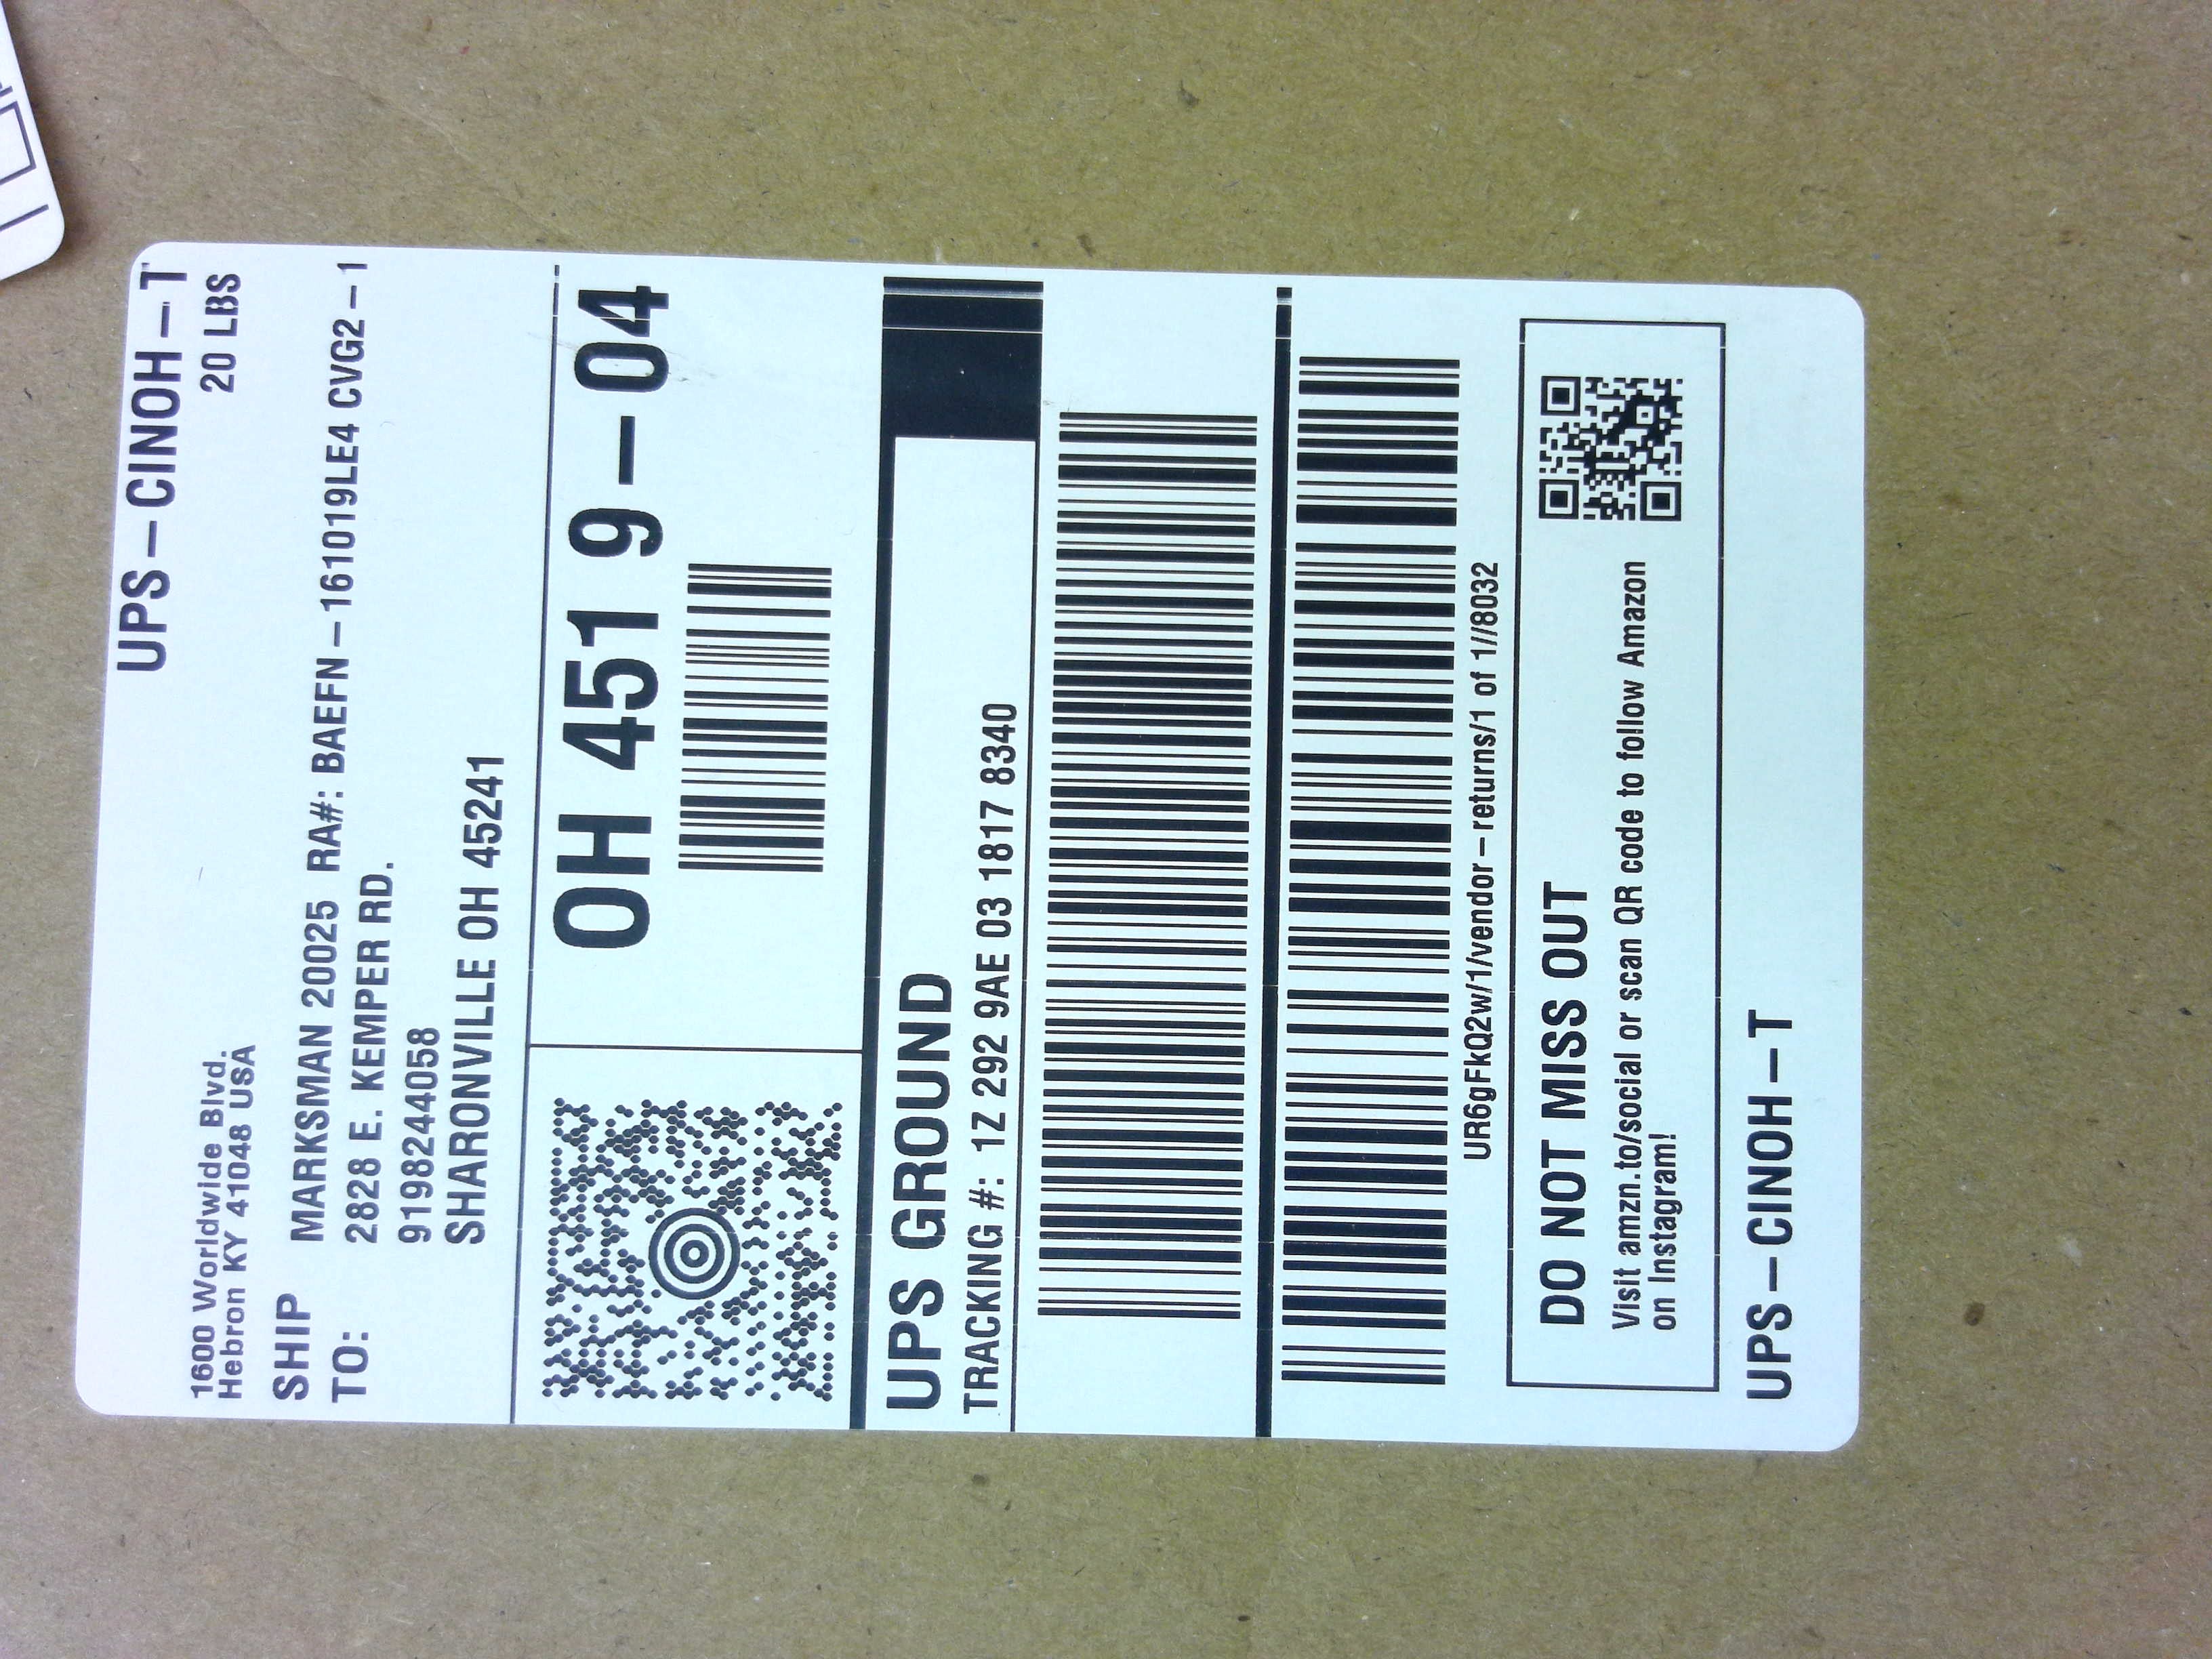 UPS-CINOH-T
20 LBS
1600 Worldwide Blvd.
Hebron KY 41048 USA
SHIP
TO:
MARKSMAN 20025 RA#: BAEFN-161019LE4 CVG2-1
2828 E. KEMPER RD.
9198244058
SHARONVILLE OH 45241
OH 451 9-04
UPS GROUND
TRACKING #: 1Z 292 9AE 03 1817 8340
UR6gFkQ2w/1/vendor-returns/1 of 1//8032
DO NOT MISS OUT
Visit amzn.to/social or scan QR code to follow Amazon
on Instagram!
UPS-CINOH-T